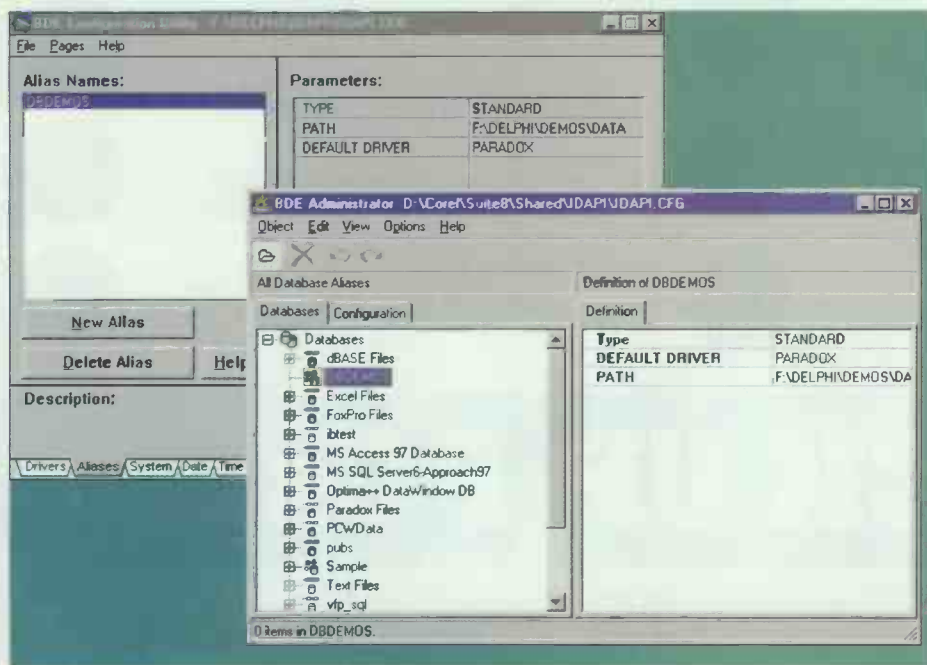 BDE Configuration Utility
File Pages Help
Alias Names:
DBDEMOS
Parameters:
TYPE STANDARD
PATH F:\DELPHI\DEMOS\DATA
DEFAULT DRIVER PARADOX
New Alias
Delete Alias Help
Description:
Drivers Aliases System Date Time
BDE Administrator D:\Corel\Suite8\Shared\IDAPI\IDAPI.CFG
Object Edit View Options Help
All Database Aliases Definition of DBDEMOS
Databases Configuration Definition
Databases
dBASE Files
DBDEMOS
Excel Files
FoxPro Files
ibtest
MS Access 97 Database
MS SQL Server6-Approach97
Optima++ DataWindow DB
Paradox Files
PCWData
pubs
Sample
Text Files
vfp_sql
Type STANDARD
DEFAULT DRIVER PARADOX
PATH F:\DELPHI\DEMOS\DA
0 items in DBDEMOS.